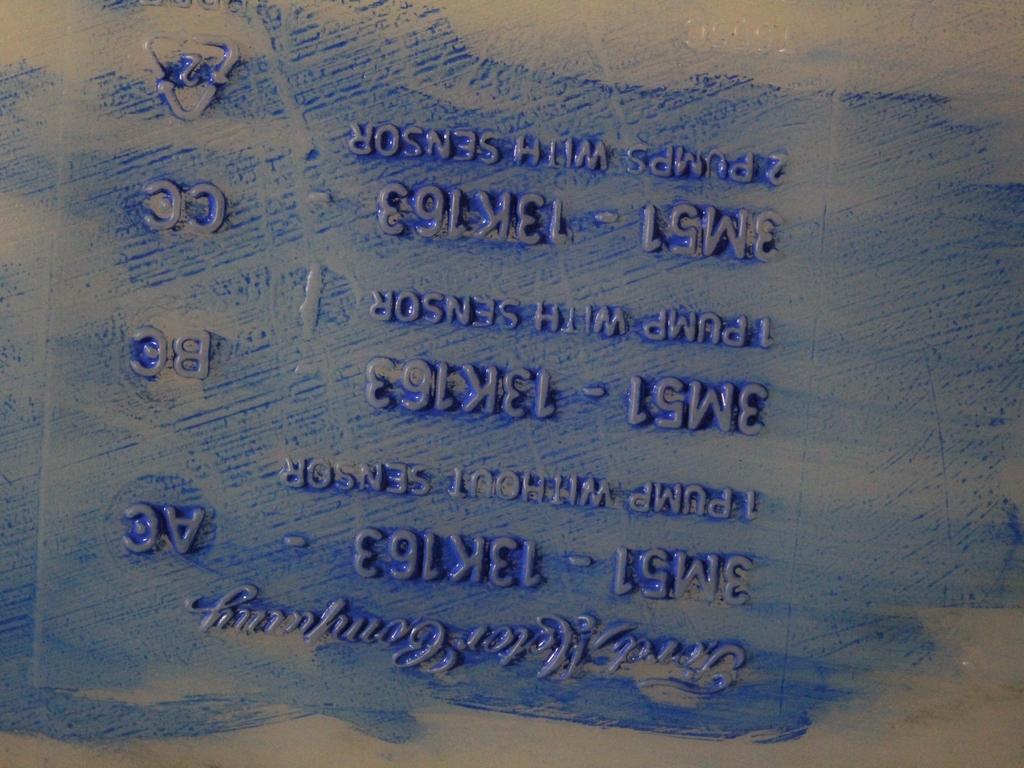 Ford Motor Company
3M51 - 13K163 - AC
1 PUMP WITHOUT SENSOR
3M51 - 13K163 BC
1 PUMP WITH SENSOR
3M51 - 13K163 - CC
2 PUMPS WITH SENSOR
2